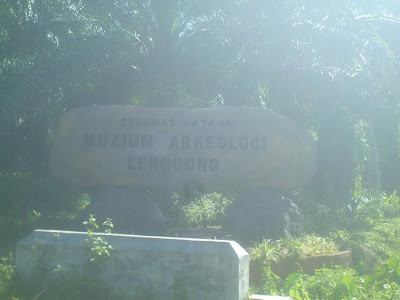 SELAMAT DATANG
MUZIUM ARKEOLOGI
LENGGONG